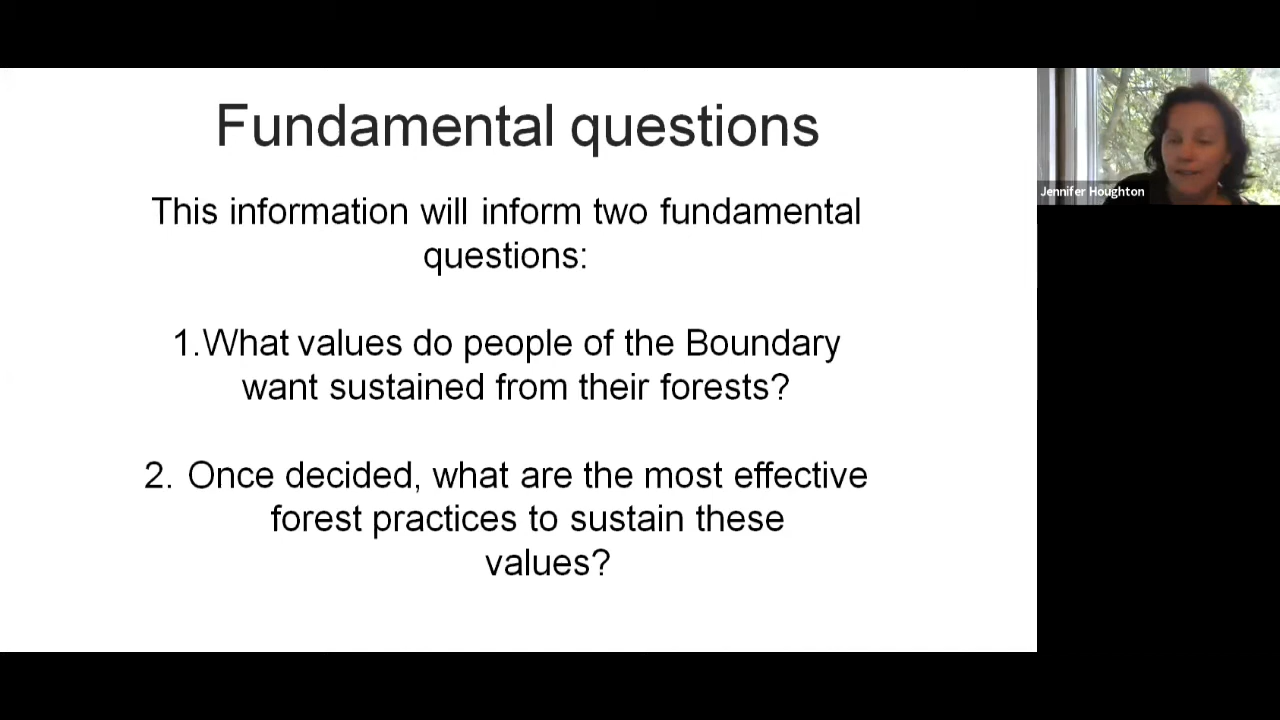 Fundamental questions
This information will inform two fundamental
questions:
1.What values do people of the Boundary
want sustained from their forests?
2. Once decided, what are the most effective
forest practices to sustain these
values?
Jennifer Houghton